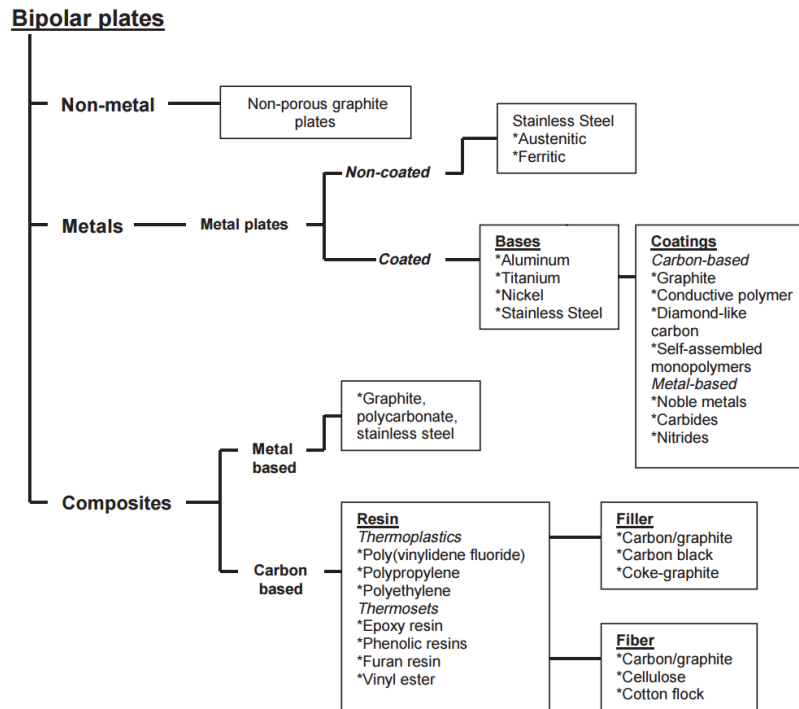 Bipolar plates
Non-metal
Non-porous graphite
plates
Metals
Metal plates
Non-coated
Stainless Steel
*Austenitic
*Ferritic
Coated
Bases
*Aluminum
*Titanium
*Nickel
*Stainless Steel
Coatings
Carbon-based
*Graphite
*Conductive polymer
*Diamond-like
carbon
*Self-assembled
monopolymers
Metal-based
*Noble metals
*Carbides
*Nitrides
Composites
Metal
based
*Graphite,
polycarbonate,
stainless steel
Carbon
based
Resin
Thermoplastics
*Poly(vinylidene fluoride)
*Polypropylene
*Polyethylene
Thermosets
*Epoxy resin
*Phenolic resins
*Furan resin
*Vinyl ester
Filler
*Carbon/graphite
*Carbon black
*Coke-graphite
Fiber
*Carbon/graphite
*Cellulose
*Cotton flock